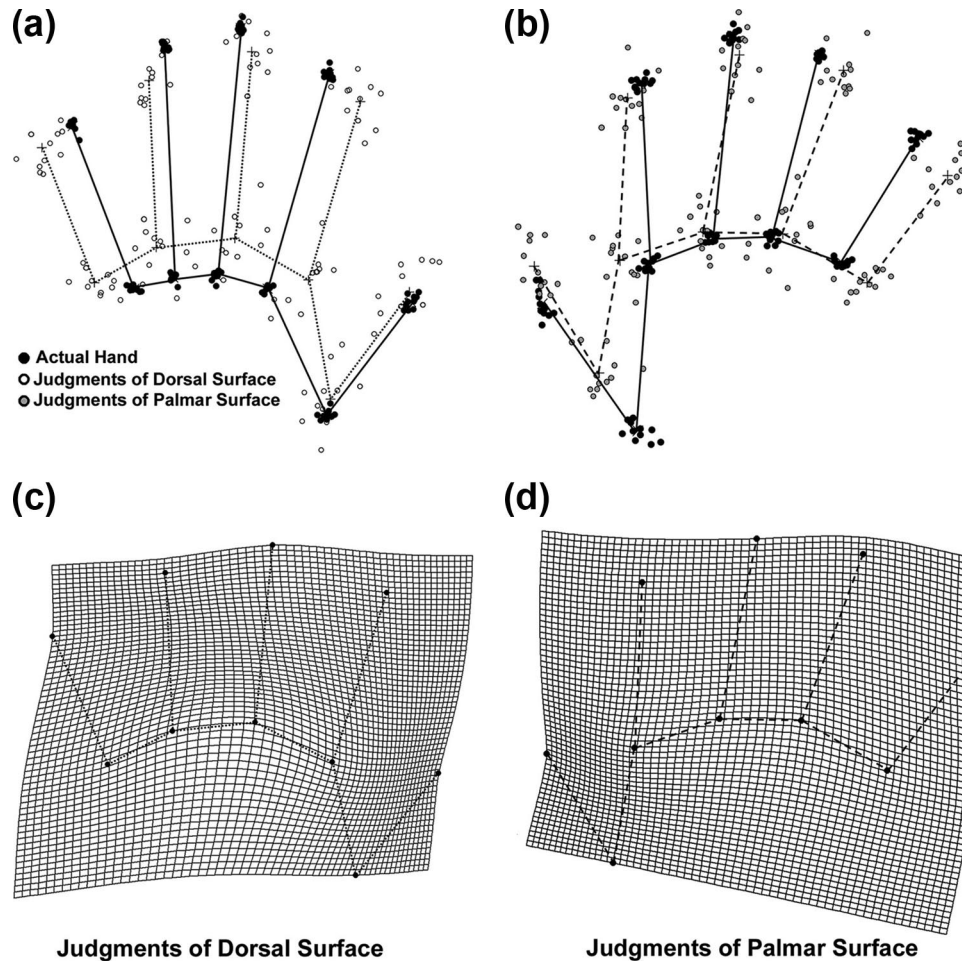 (a)
(b)
Actual Hand
Judgments of Dorsal Surface
Judgments of Palmar Surface
(c)
(d)
Judgments of Dorsal Surface
Judgments of Palmar Surface